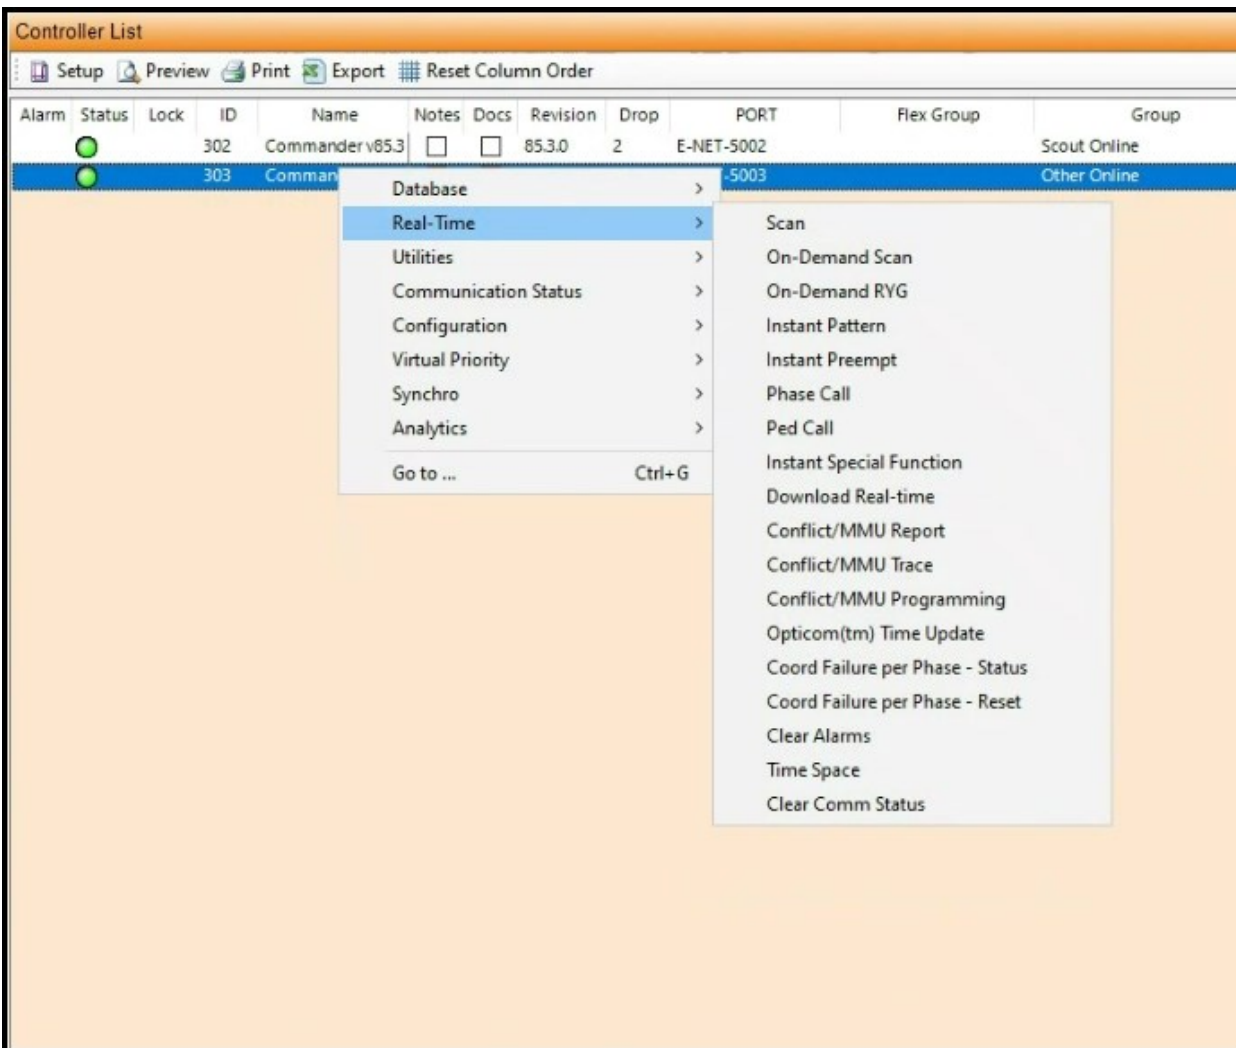 Controller List
Setup Preview Print Export Reset Column Order
Alarm Status Lock ID Name Notes Docs Revision Drop PORT Flex Group Group
302 Commander v85.3 85.3.0 2 E-NET-5002 Scout Online
303 Comman -5003 Other Online
Database
Real-Time
Utilities
Communication Status
Configuration
Virtual Priority
Synchro
Analytics
Go to ... Ctrl+G
Scan
On-Demand Scan
On-Demand RYG
Instant Pattern
Instant Preempt
Phase Call
Ped Call
Instant Special Function
Download Real-time
Conflict/MMU Report
Conflict/MMU Trace
Conflict/MMU Programming
Opticom(tm) Time Update
Coord Failure per Phase - Status
Coord Failure per Phase - Reset
Clear Alarms
Time Space
Clear Comm Status